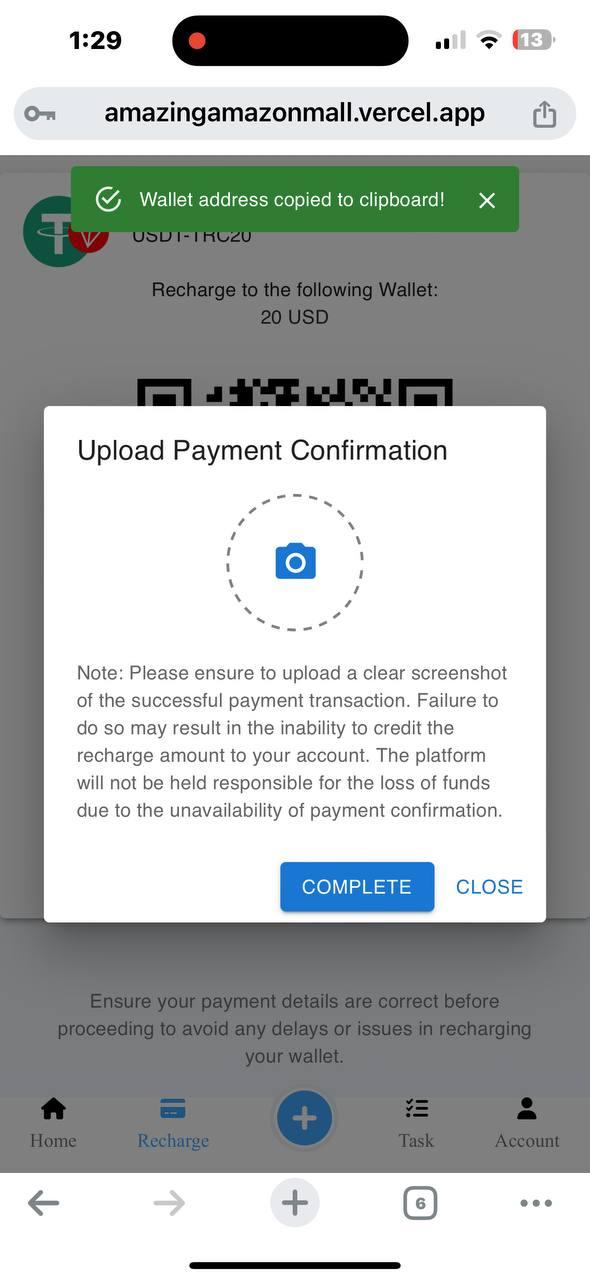 1:29
13
amazingamazonmall.vercel.app
Wallet address copied to clipboard!
USDT-TRC20
Recharge to the following Wallet:
20 USD
Upload Payment Confirmation
Note: Please ensure to upload a clear screenshot
of the successful payment transaction. Failure to
do so may result in the inability to credit the
recharge amount to your account. The platform
will not be held responsible for the loss of funds
due to the unavailability of payment confirmation.
COMPLETE CLOSE
Ensure your payment details are correct before
proceeding to avoid any delays or issues in recharging
your wallet.
Home Recharge Task Account
6